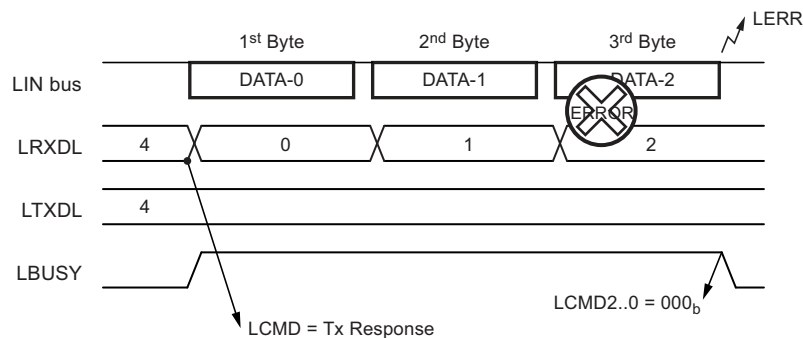 LERR
1st Byte 2nd Byte 3rd Byte
LIN bus DATA-0 DATA-1 DATA-2
ERROR
LRXDL 4 0 1 2
LTXDL 4
LBUSY
LCMD2..0 = 000b
LCMD = Tx Response